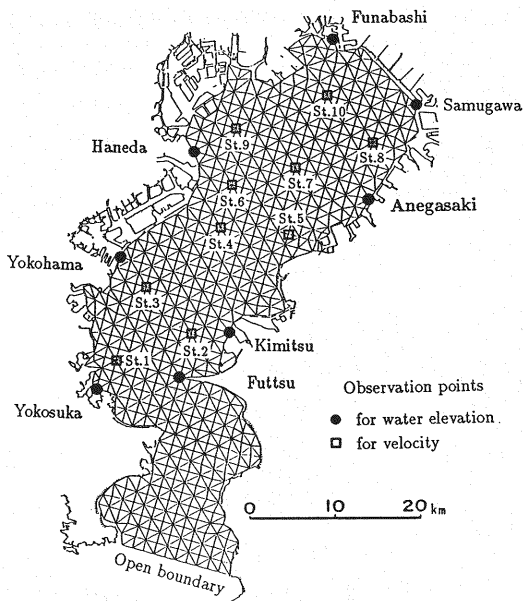 Funabashi
Samugawa
St.10
Haneda
St.9
St.8
St.7
St.6
Anegasaki
St.5
St.4
Yokohama
St.3
St.2
Kimitsu
St.1
Futtsu
Yokosuka
Observation points
for water elevation.
for velocity
0 10 20 km
Open boundary